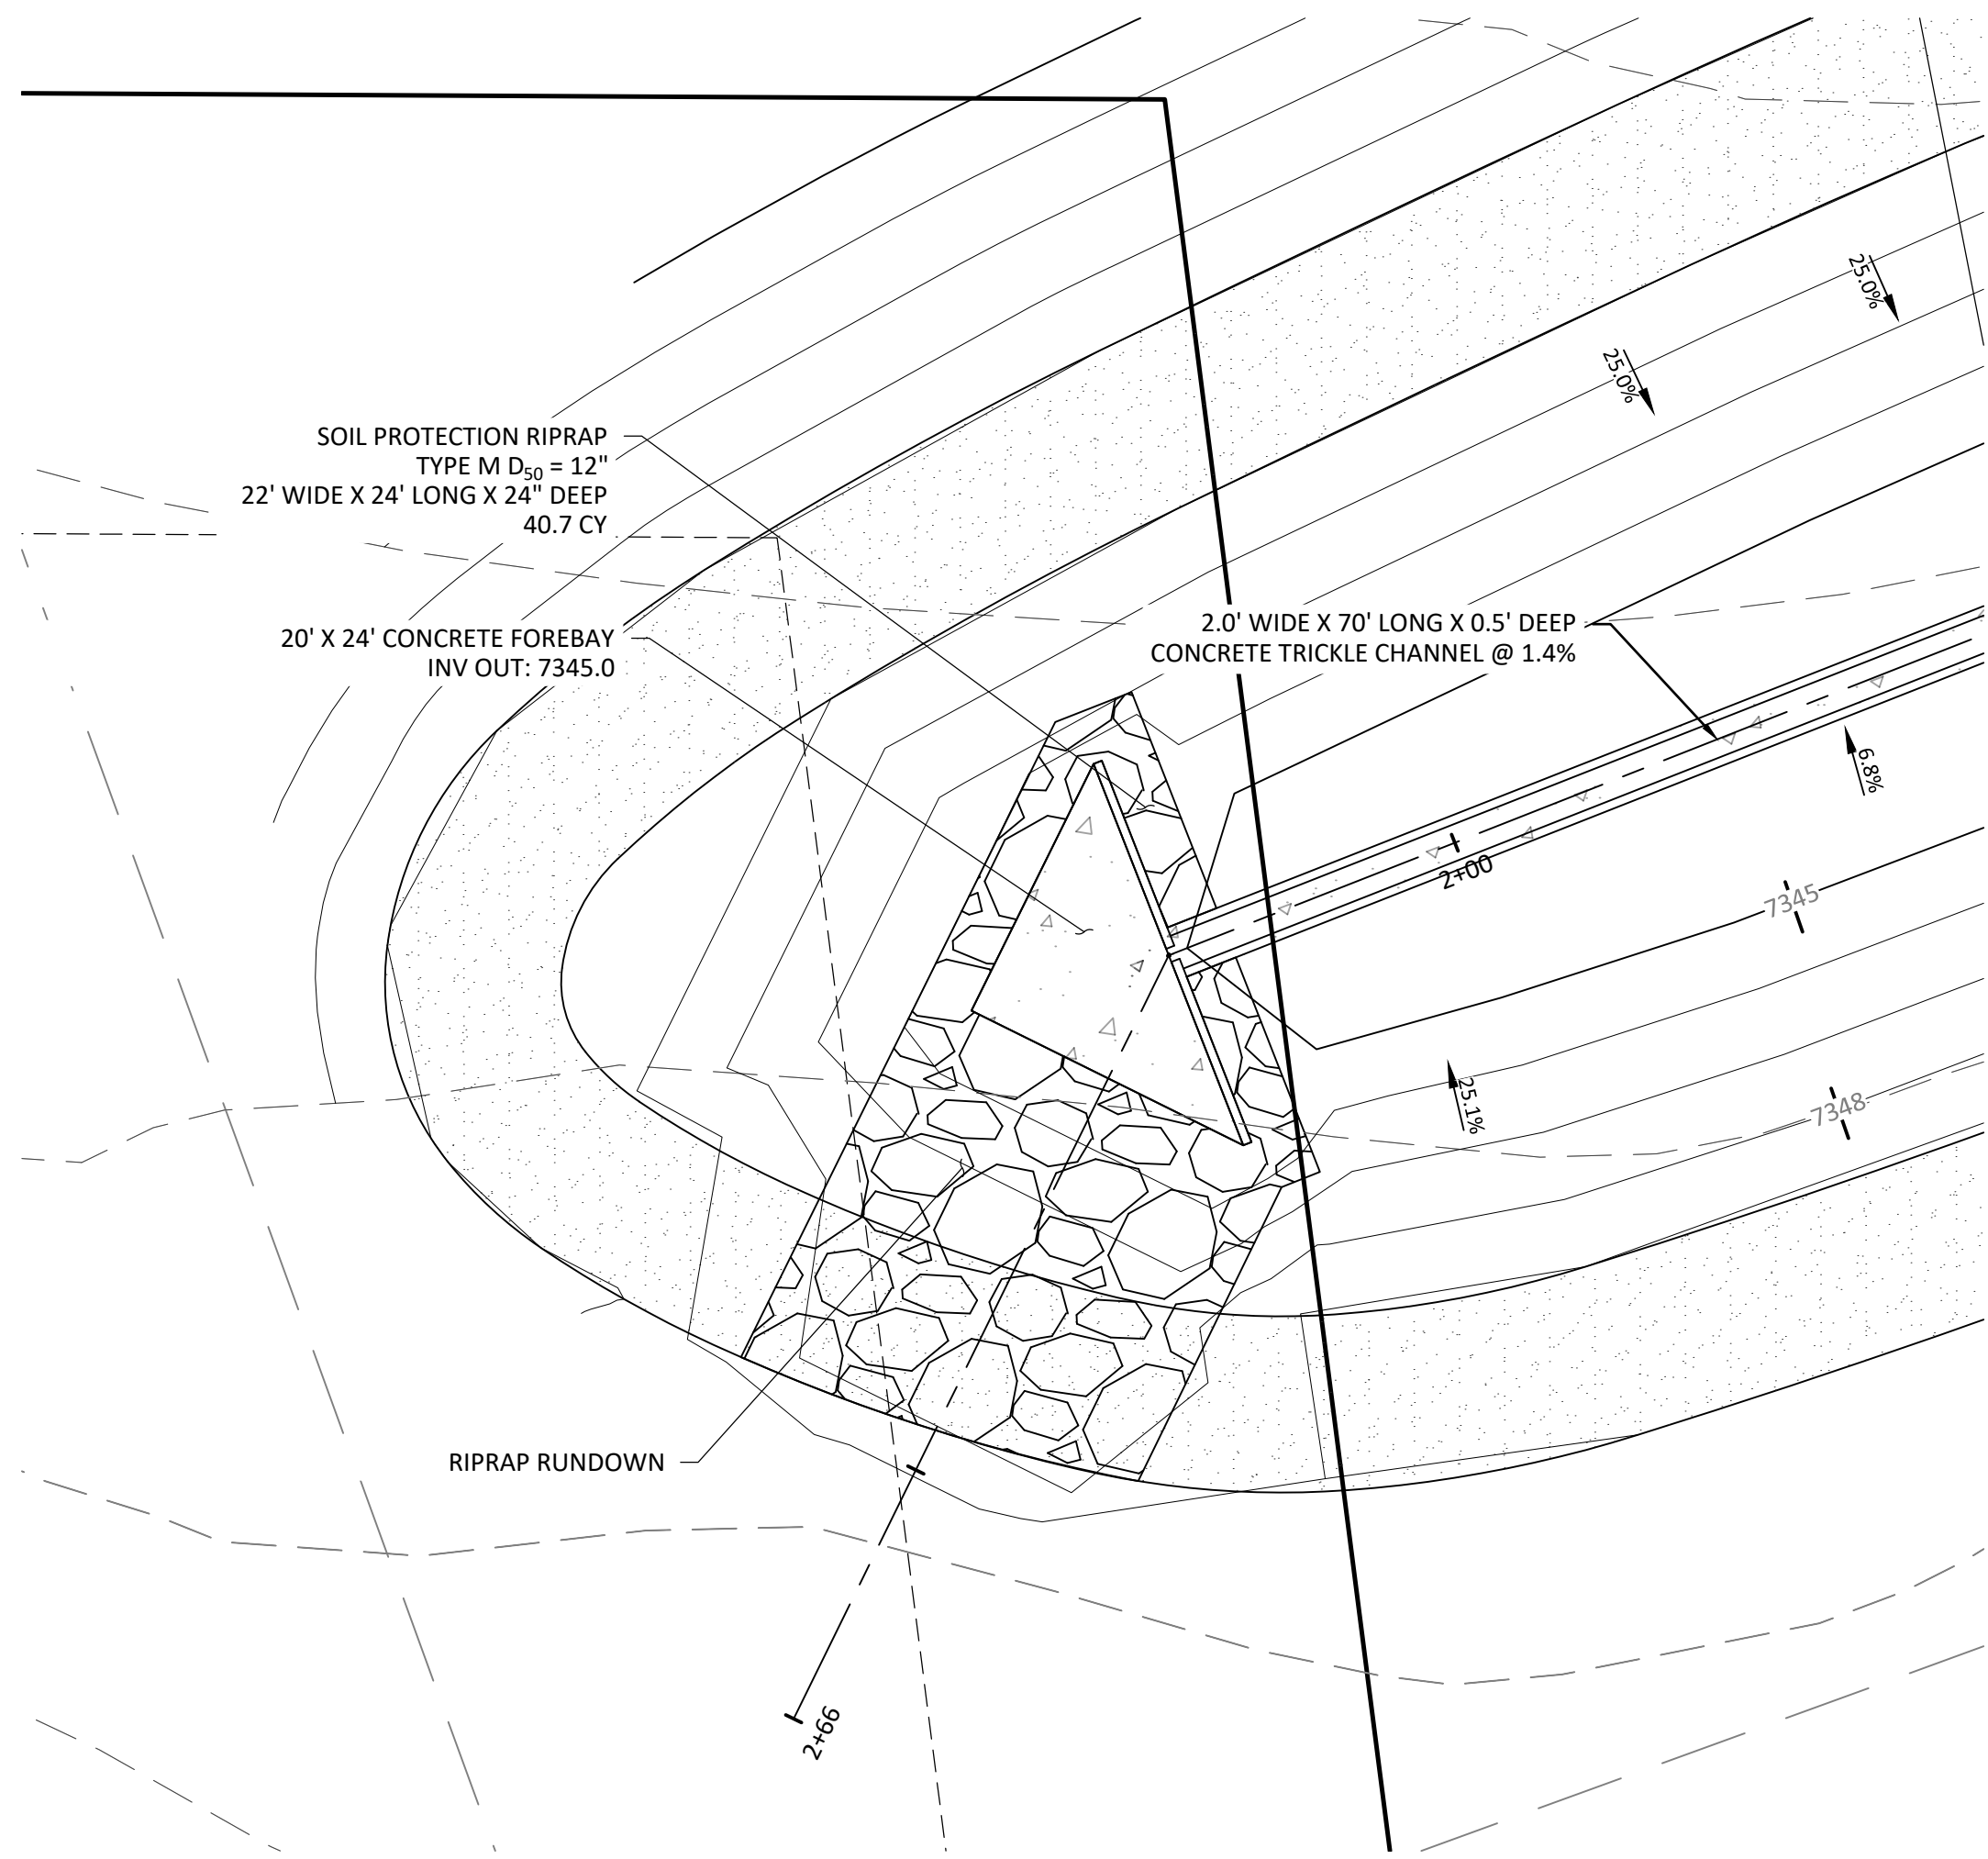 25.0%
25.0%
SOIL PROTECTION RIPRAP
TYPE M D50 = 12"
22' WIDE X 24' LONG X 24" DEEP
40.7 CY
20' X 24' CONCRETE FOREBAY
INV OUT: 7345.0
2.0' WIDE X 70' LONG X 0.5' DEEP
CONCRETE TRICKLE CHANNEL @ 1.4%
6.8%
2+00
7345
25.1%
7348
RIPRAP RUNDOWN
2+66